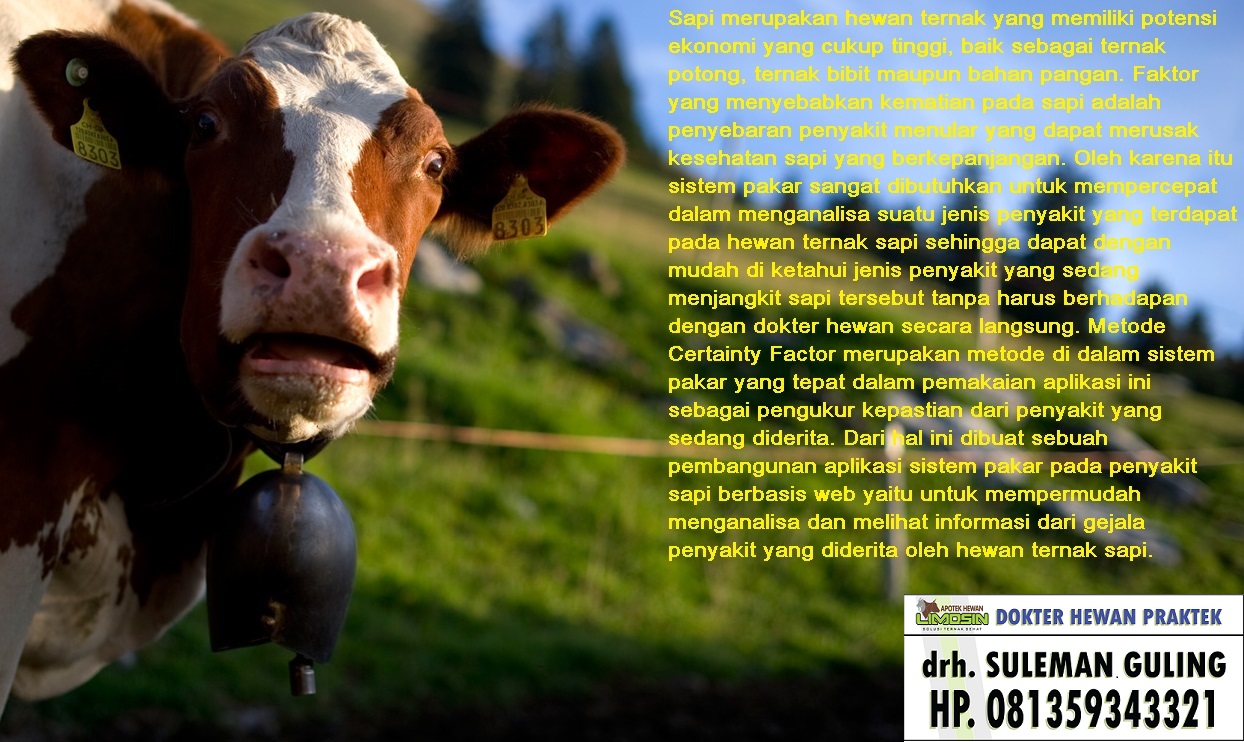 Sapi merupakan hewan ternak yang memiliki potensi
ekonomi yang cukup tinggi, baik sebagai ternak
potong, ternak bibit maupun bahan pangan. Faktor
yang menyebabkan kematian pada sapi adalah
penyebaran penyakit menular yang dapat merusak
kesehatan sapi yang berkepanjangan. Oleh karena itu
sistem pakar sangat dibutuhkan untuk mempercepat
dalam menganalisa suatu jenis penyakit yang terdapat
pada hewan ternak sapi sehingga dapat dengan
mudah di ketahui jenis penyakit yang sedang
menjangkit sapi tersebut tanpa harus berhadapan
dengan dokter hewan secara langsung. Metode
Certainty Factor merupakan metode di dalam sistem
pakar yang tepat dalam pemakaian aplikasi ini
sebagai pengukur kepastian dari penyakit yang
sedang diderita. Dari hal ini dibuat sebuah
pembangunan aplikasi sistem pakar pada penyakit
sapi berbasis web yaitu untuk mempermudah
menganalisa dan melihat informasi dari gejala
penyakit yang diderita oleh hewan ternak sapi.
8303
8303
APOTEK HEWAN
LIMOSIN
SOLUSI TERNAK SEHAT
DOKTER HEWAN PRAKTEK
drh. SULEMAN GULING
HP. 081359343321